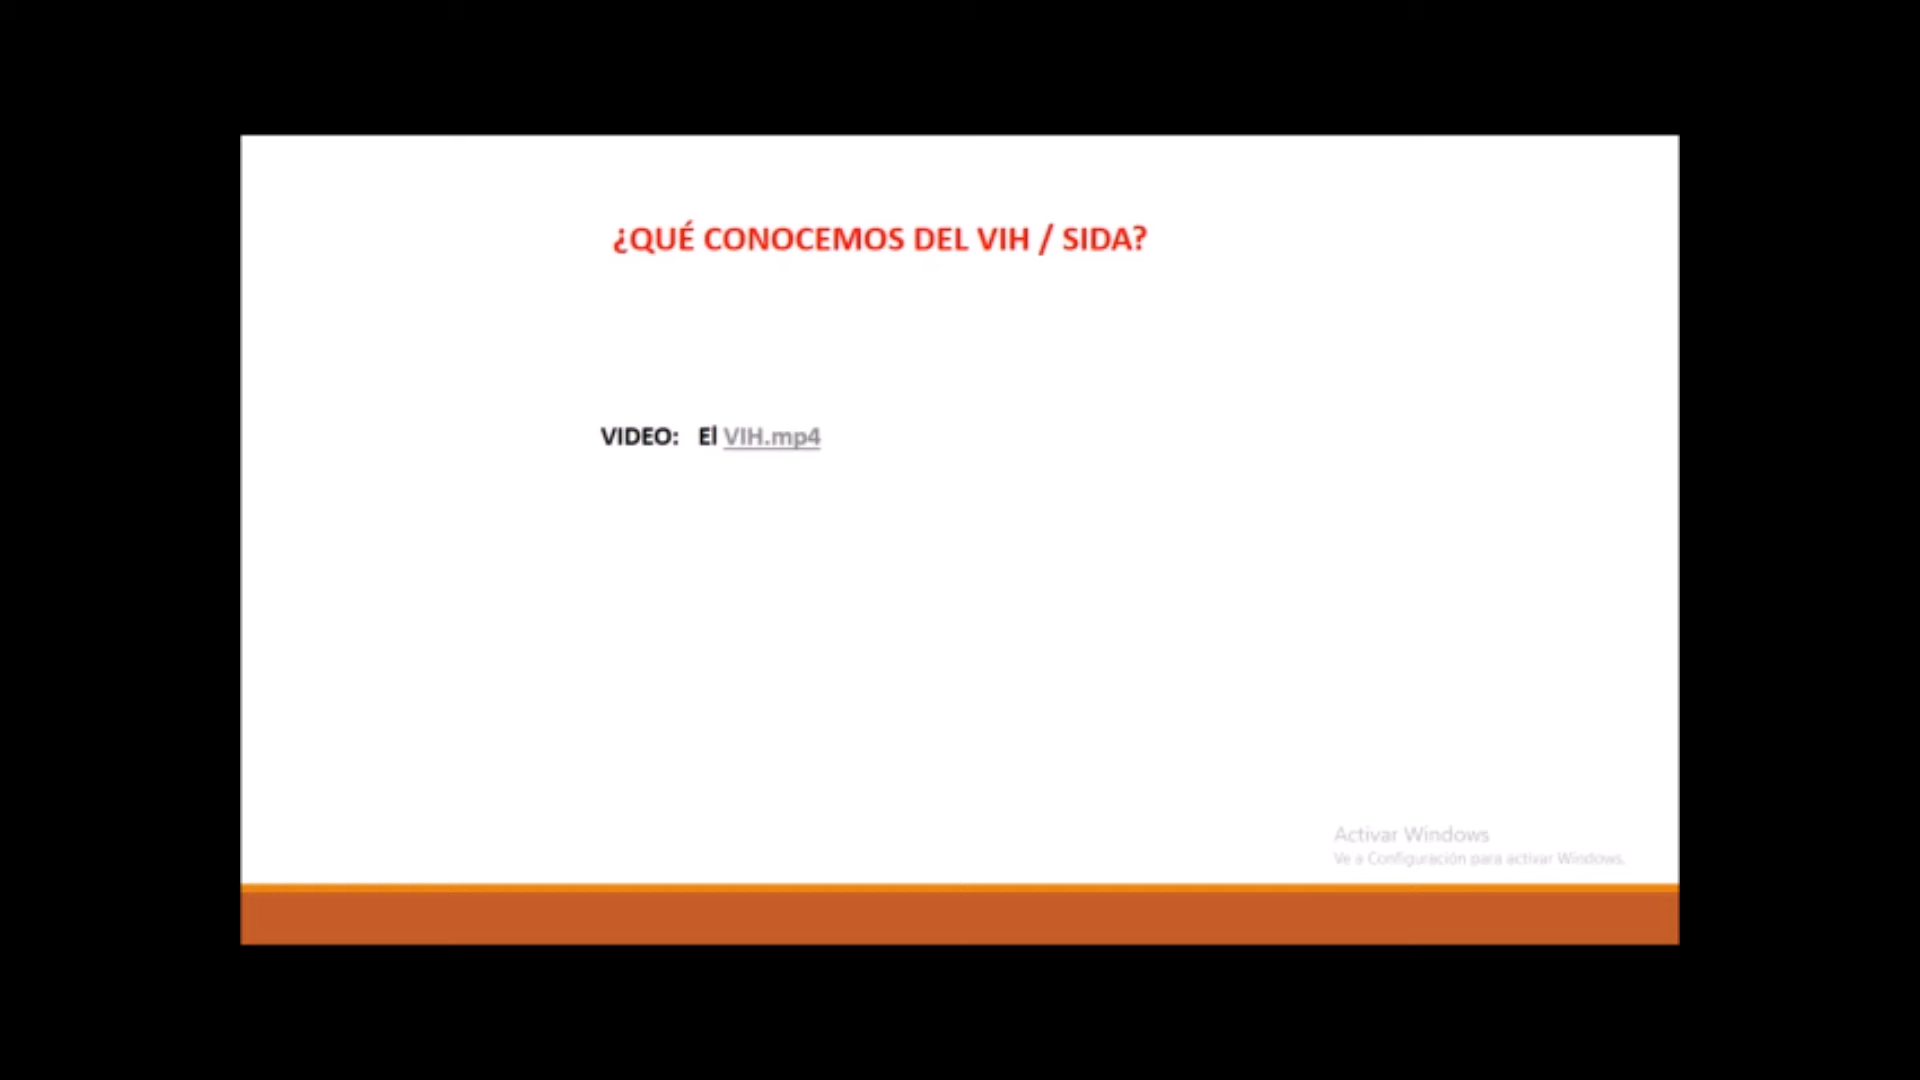 ¿QUÉ CONOCEMOS DEL VIH / SIDA?
VIDEO: El VIH.mp4
Activar Windows
Ve a Configuración para activar Windows.